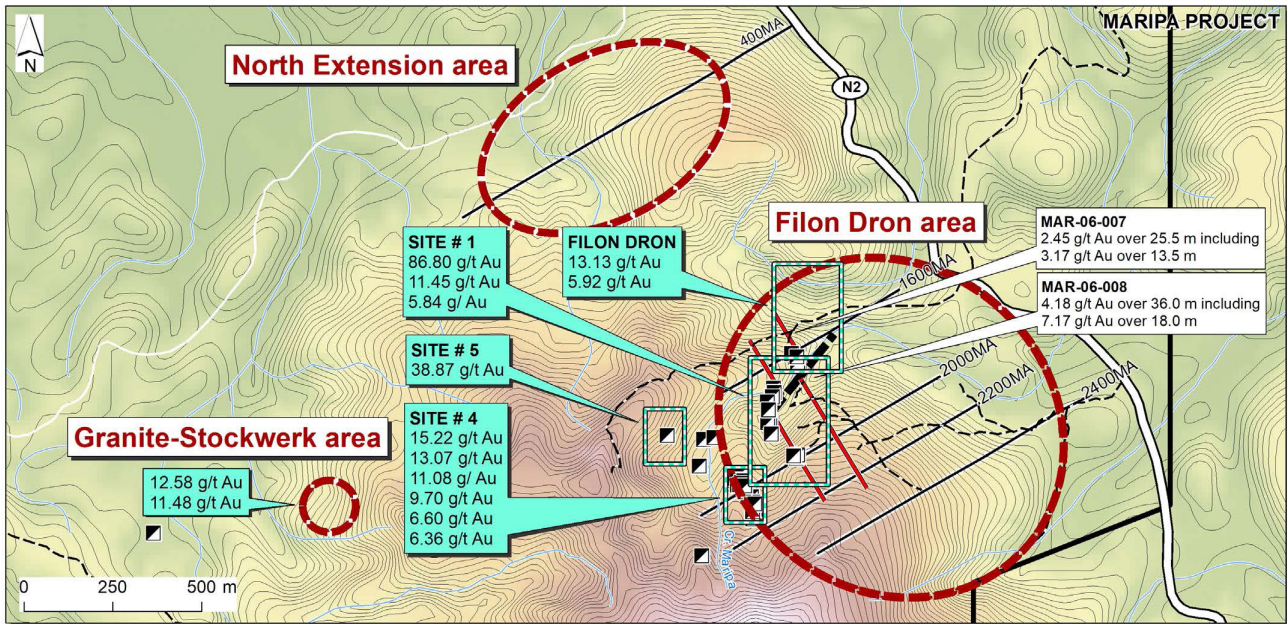 MARIPA PROJECT
N
North Extension area
400MA
N2
Filon Dron area
MAR-06-007
2.45 g/t Au over 25.5 m including
3.17 g/t Au over 13.5 m
SITE # 1
86.80 g/t Au
11.45 g/t Au
5.84 g/ Au
FILON DRON
13.13 g/t Au
5.92 g/t Au
1600MA
MAR-06-008
4.18 g/t Au over 36.0 m including
7.17 g/t Au over 18.0 m
SITE # 5
38.87 g/t Au
2000MA
2200MA
2400MA
SITE # 4
15.22 g/t Au
13.07 g/t Au
11.08 g/ Au
9.70 g/t Au
6.60 g/t Au
6.36 g/t Au
Granite-Stockwerk area
12.58 g/t Au
11.48 g/t Au
Cr. Maripa
0 250 500 m